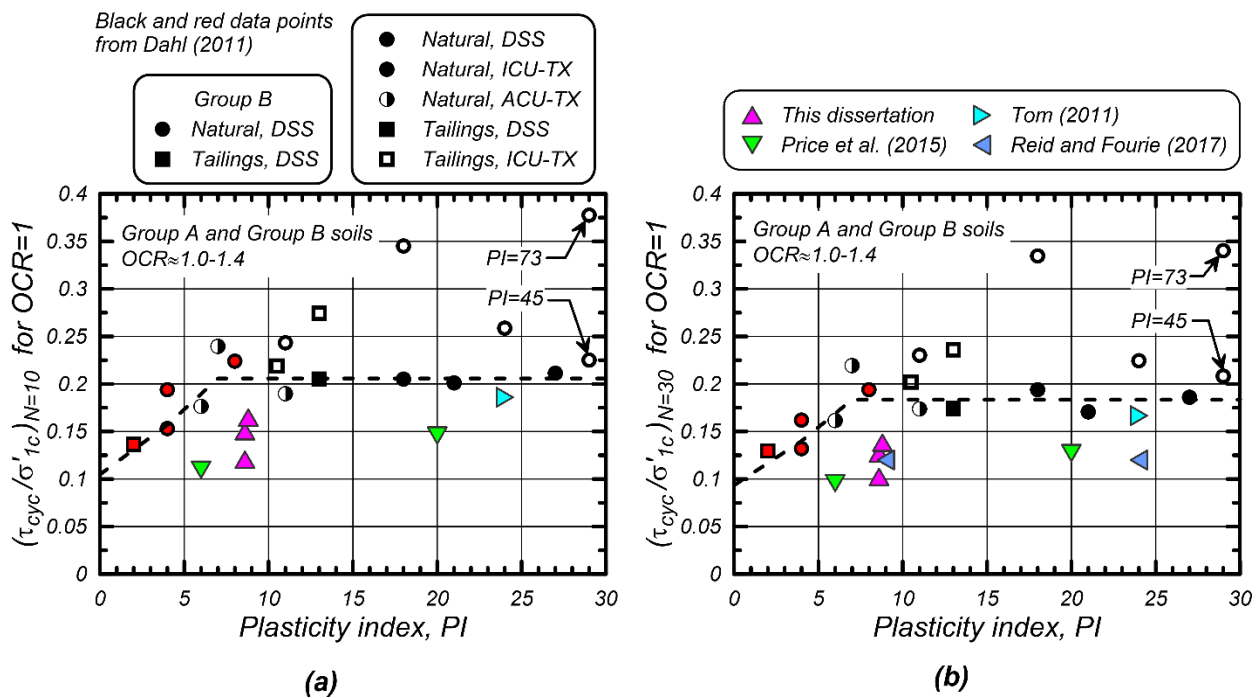 Black and red data points
from Dahl (2011)
Group B
Natural, DSS
Tailings, DSS
Natural, DSS
Natural, ICU-TX
Natural, ACU-TX
Tailings, DSS
Tailings, ICU-TX
This dissertation
Price et al. (2015)
Tom (2011)
Reid and Fourie (2017)
(τcyc/σ'1c)N=10 for OCR=1
0.4
0.35
0.3
0.25
0.2
0.15
0.1
0.05
0
Group A and Group B soils
OCR≈1.0-1.4
PI=73
PI=45
0 5 10 15 20 25 30
Plasticity index, PI
(a)
(τcyc/σ'1c)N=30 for OCR=1
0.4
0.35
0.3
0.25
0.2
0.15
0.1
0.05
0
Group A and Group B soils
OCR≈1.0-1.4
PI=73
PI=45
0 5 10 15 20 25 30
Plasticity index, PI
(b)